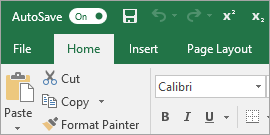 AutoSave On x² x₂
File Home Insert Page Layout
Cut
Calibri
Copy
Paste
Format Painter
B I U